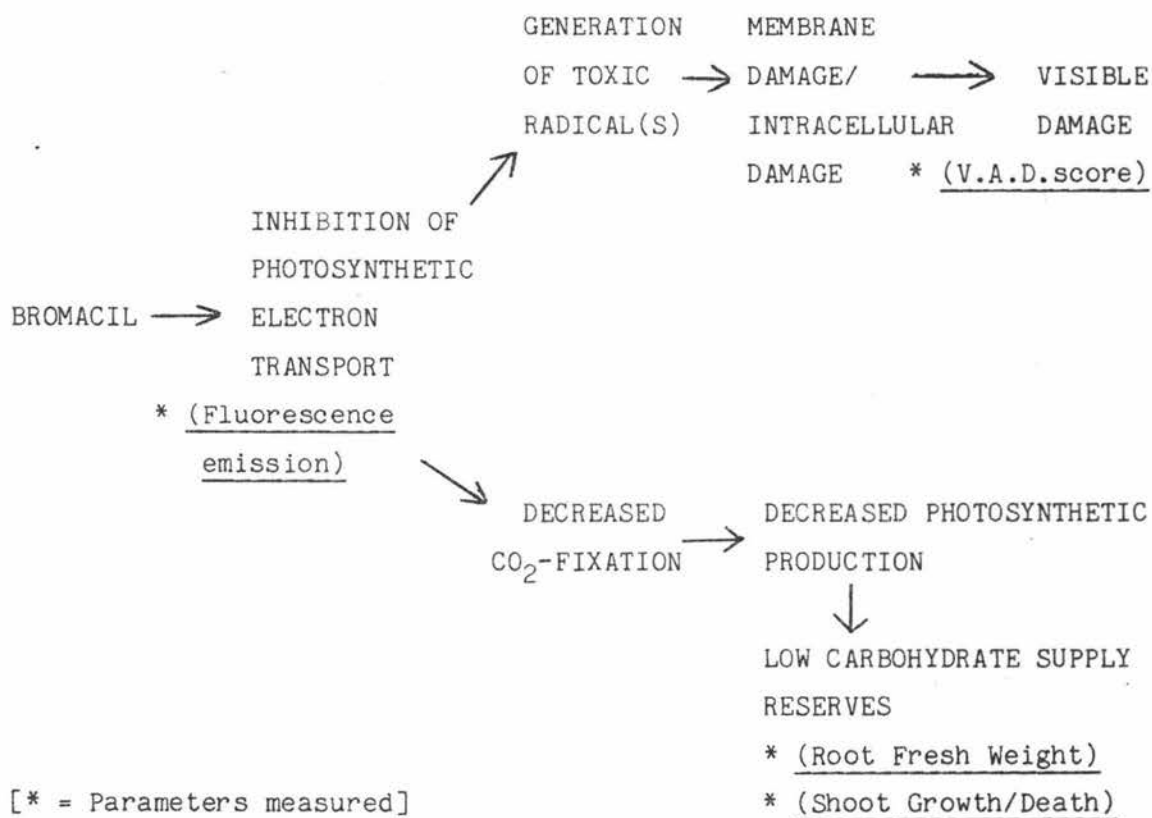 GENERATION
OF TOXIC
RADICAL(S)
MEMBRANE
DAMAGE/
INTRACELLULAR
DAMAGE
VISIBLE
DAMAGE
* (V.A.D.score)
INHIBITION OF
PHOTOSYNTHETIC
BROMACIL
ELECTRON
TRANSPORT
* (Fluorescence
emission)
DECREASED
CO2-FIXATION
DECREASED PHOTOSYNTHETIC
PRODUCTION
LOW CARBOHYDRATE SUPPLY
RESERVES
* (Root Fresh Weight)
* (Shoot Growth/Death)
[* = Parameters measured]